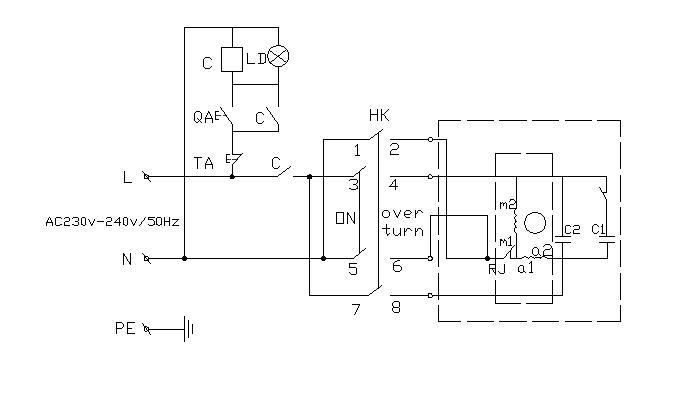 C LD
QA C
HK
1 2
TA C
L 3 4
m2
ON over
turn
AC230v-240v/50Hz
C2 C1
m1
a2
N 5 6 RJ a1
7 8
PE